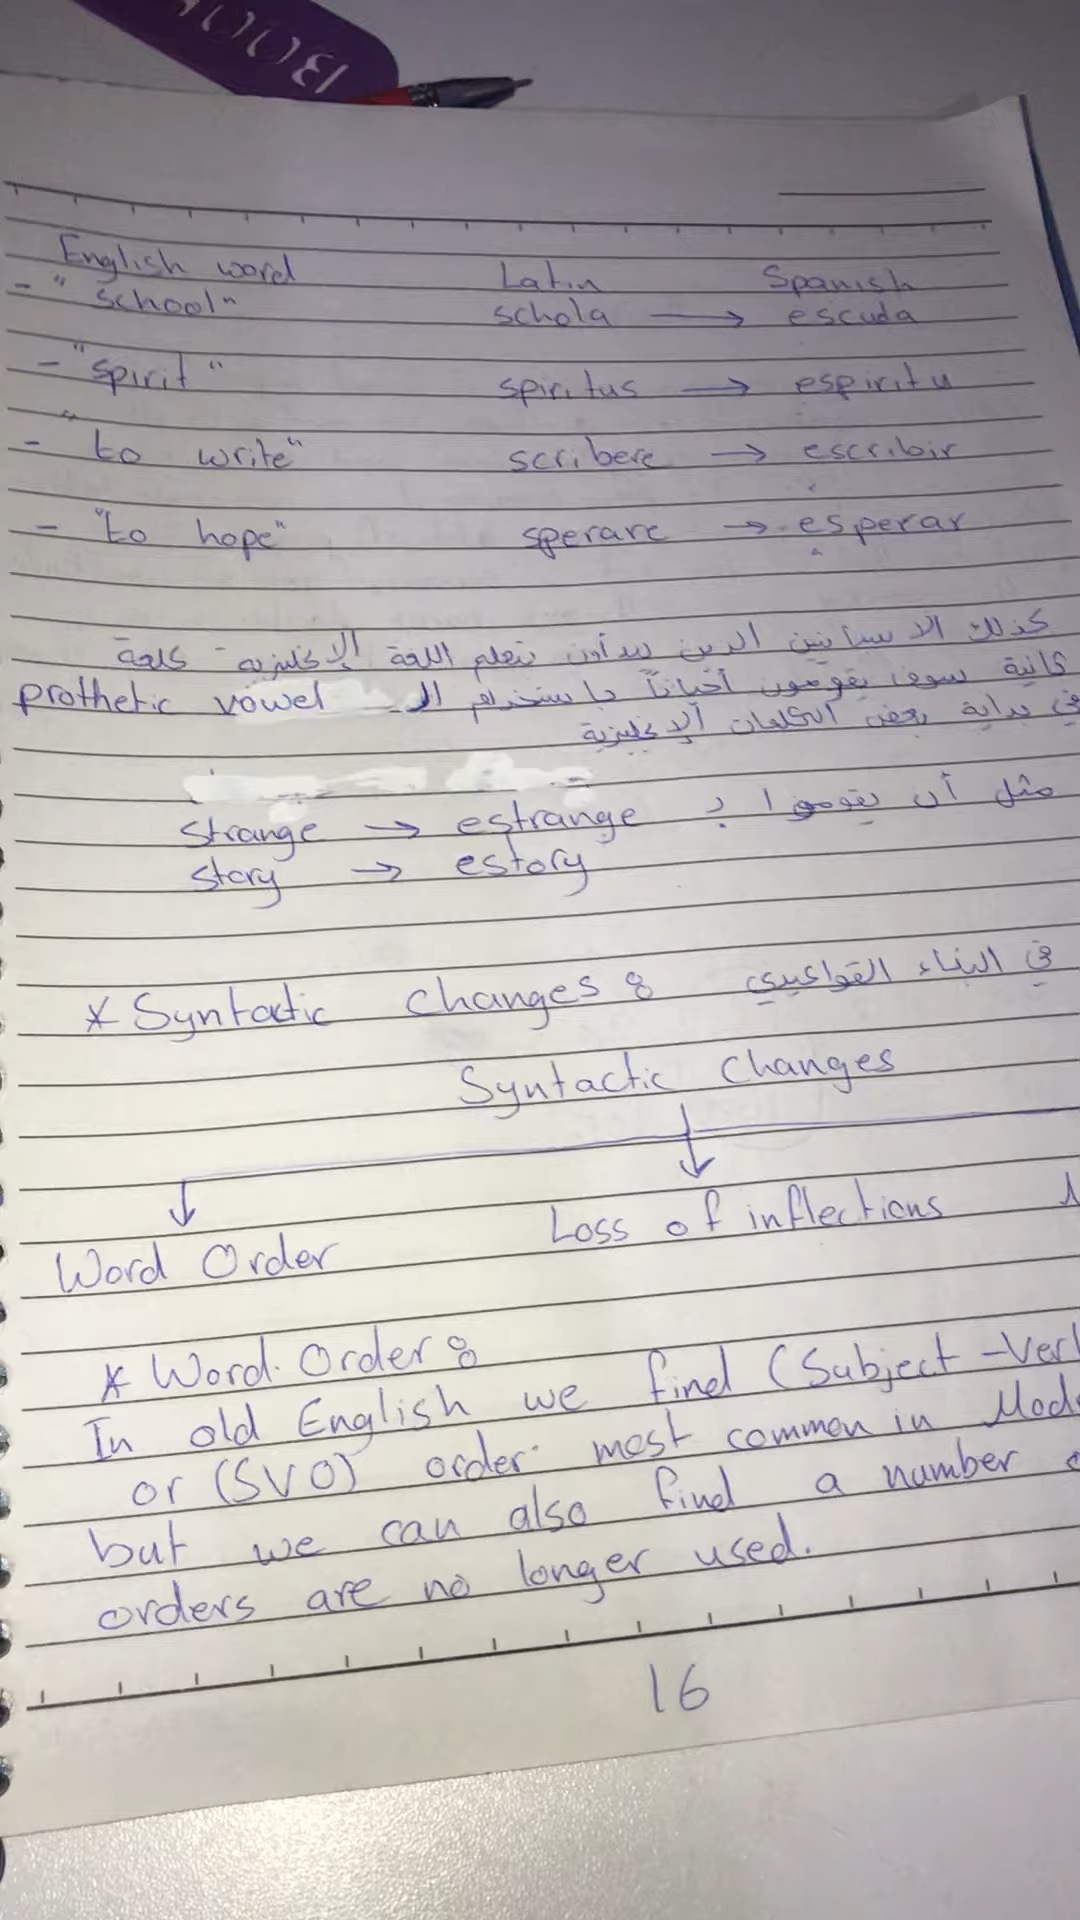 English word Latin Spanish
- "school" schola → escuda
- "spirit" spiritus → espiritu
- "to write" scribere → escribir
- "to hope" sperare → esperar
كذلك الاسبانين الذين يبدأون بتعلم اللغة الإنجليزية كلغة
ثانية سوف يقومون أحياناً باستخدام الـ prothetic vowel
في بداية بعض الكلمات الإنجليزية
مثل أن يقوموا بـ strange → estrange
story → estory
* Syntactic changes : في البناء القواعدي
Syntactic changes
Word Order Loss of inflections
* Word Order :
In old English we find (Subject - Ver
or (SVO) order most common in Mod
but we can also find a number
orders are no longer used.
16